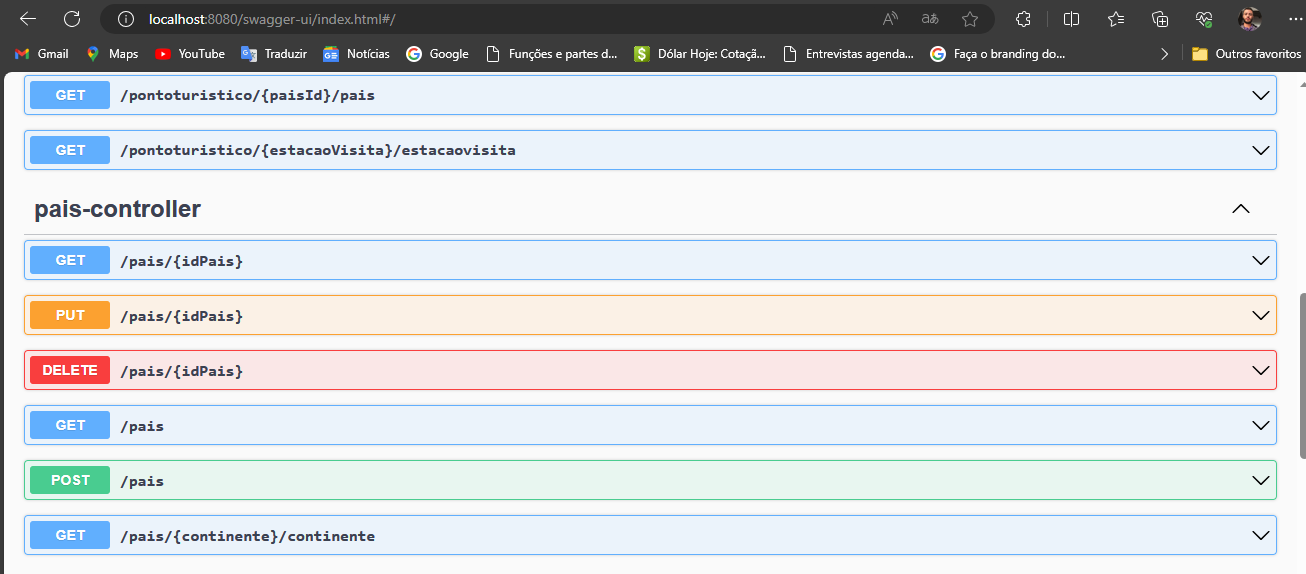 localhost:8080/swagger-ui/index.html#/
Gmail Maps YouTube Traduzir Notícias Google Funções e partes d... Dólar Hoje: Cotaçã... Entrevistas agenda... Faça o branding do... Outros favoritos
GET /pontoturistico/{paisId}/pais
GET /pontoturistico/{estacaoVisita}/estacaovisita
pais-controller
GET /pais/{idPais}
PUT /pais/{idPais}
DELETE /pais/{idPais}
GET /pais
POST /pais
GET /pais/{continente}/continente